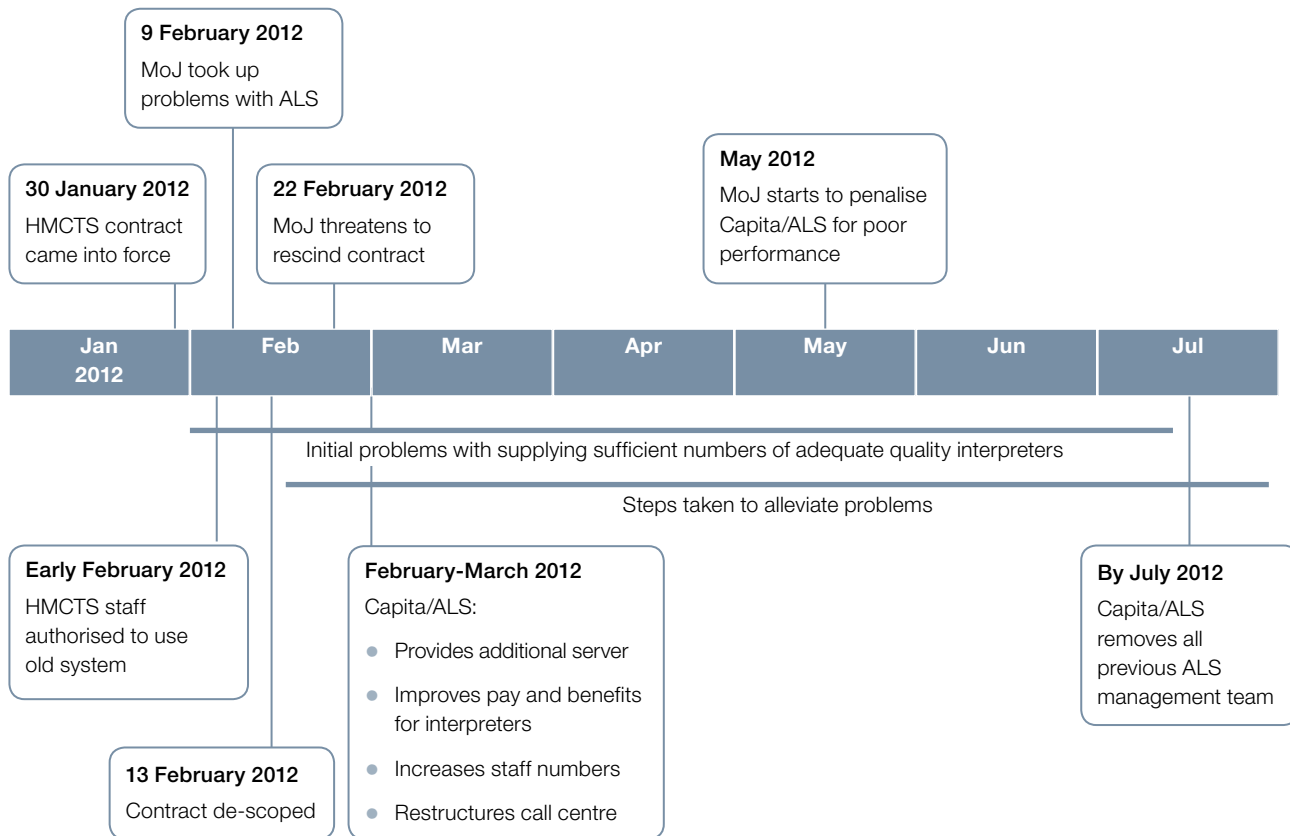 9 February 2012
MoJ took up
problems with ALS
30 January 2012
HMCTS contract
came into force
22 February 2012
MoJ threatens to
rescind contract
May 2012
MoJ starts to penalise
Capita/ALS for poor
performance
Jan
2012
Feb
Mar
Apr
May
Jun
Jul
Initial problems with supplying sufficient numbers of adequate quality interpreters
Steps taken to alleviate problems
Early February 2012
HMCTS staff
authorised to use
old system
13 February 2012
Contract de-scoped
February-March 2012
Capita/ALS:
• Provides additional server
• Improves pay and benefits
for interpreters
• Increases staff numbers
• Restructures call centre
By July 2012
Capita/ALS
removes all
previous ALS
management team